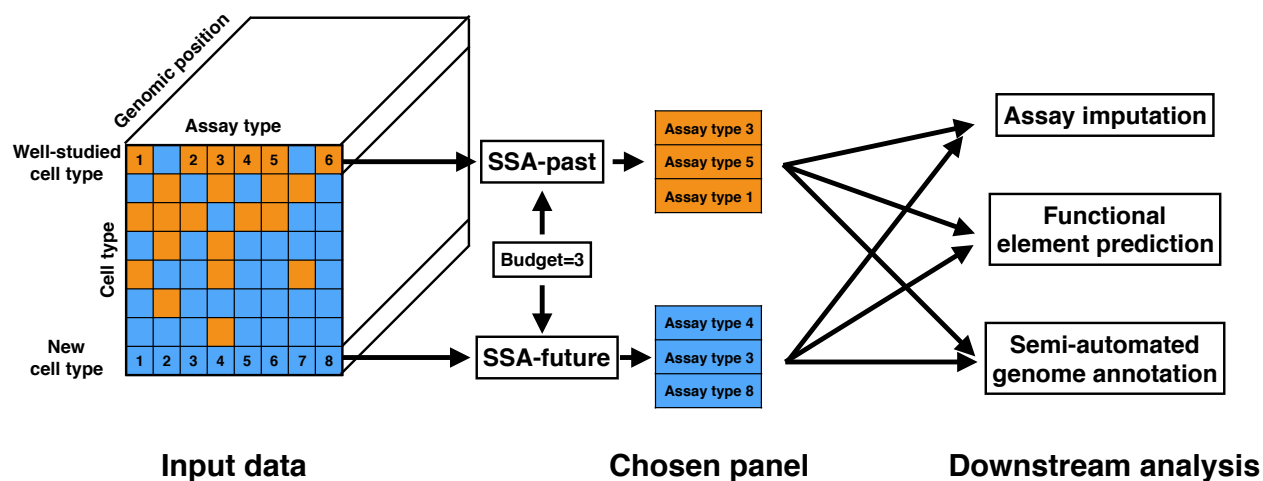 Genomic position
Assay type
Well-studied
cell type
1 2 3 4 5 6
Cell type
New
cell type
1 2 3 4 5 6 7 8
SSA-past
Budget=3
SSA-future
Assay type 3
Assay type 5
Assay type 1
Assay type 4
Assay type 3
Assay type 8
Assay imputation
Functional
element prediction
Semi-automated
genome annotation
Input data
Chosen panel
Downstream analysis